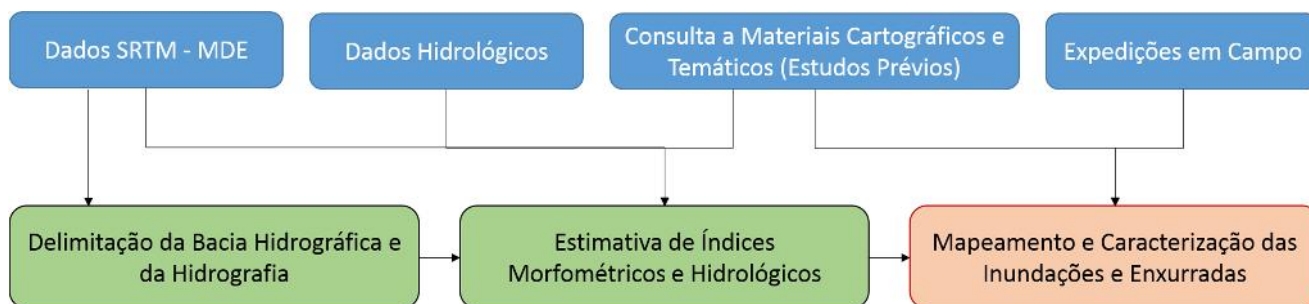 Dados SRTM - MDE
Dados Hidrológicos
Consulta a Materiais Cartográficos e
Temáticos (Estudos Prévios)
Expedições em Campo
Delimitação da Bacia Hidrográfica e
da Hidrografia
Estimativa de Índices
Morfométricos e Hidrológicos
Mapeamento e Caracterização das
Inundações e Enxurradas